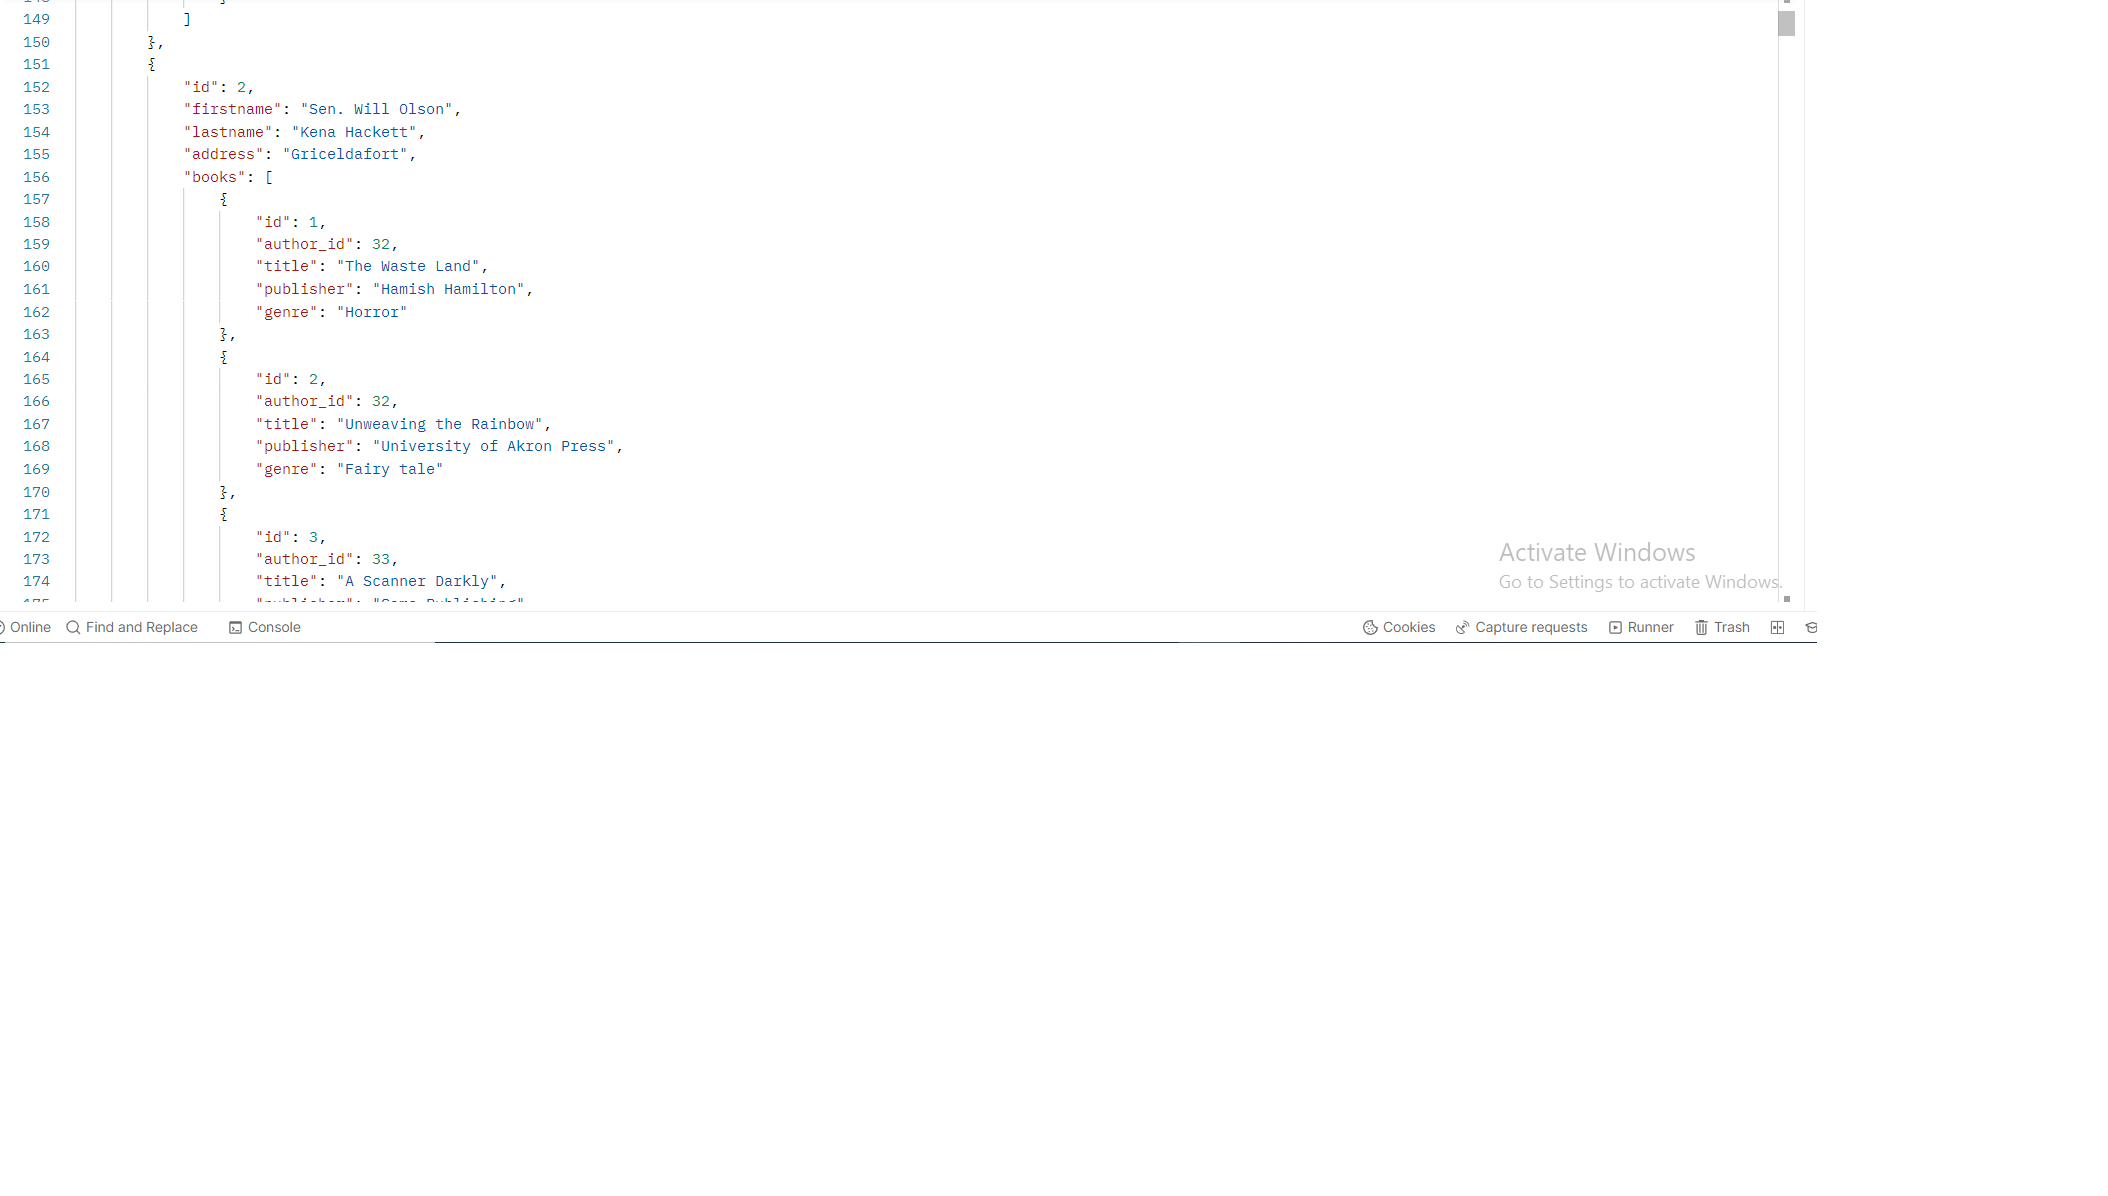 149 ]
150 },
151 {
152 "id": 2,
153 "firstname": "Sen. Will Olson",
154 "lastname": "Kena Hackett",
155 "address": "Griceldafort",
156 "books": [
157 {
158 "id": 1,
159 "author_id": 32,
160 "title": "The Waste Land",
161 "publisher": "Hamish Hamilton",
162 "genre": "Horror"
163 },
164 {
165 "id": 2,
166 "author_id": 32,
167 "title": "Unweaving the Rainbow",
168 "publisher": "University of Akron Press",
169 "genre": "Fairy tale"
170 },
171 {
172 "id": 3,
173 "author_id": 33,
174 "title": "A Scanner Darkly",
Activate Windows
Go to Settings to activate Windows.
Online Find and Replace Console Cookies Capture requests Runner Trash